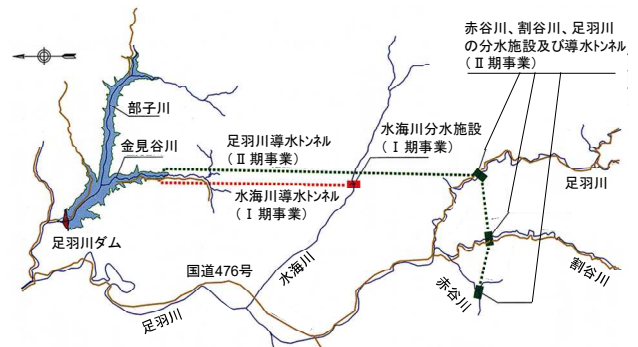 赤谷川、割谷川、足羽川
の分水施設及び導水トンネル
(Ⅱ期事業)
部子川
金見谷川
足羽川導水トンネル
(Ⅱ期事業)
水海川分水施設
(Ⅰ期事業)
水海川導水トンネル
(Ⅰ期事業)
足羽川
足羽川ダム
国道476号
水海川
足羽川
赤谷川
割谷川